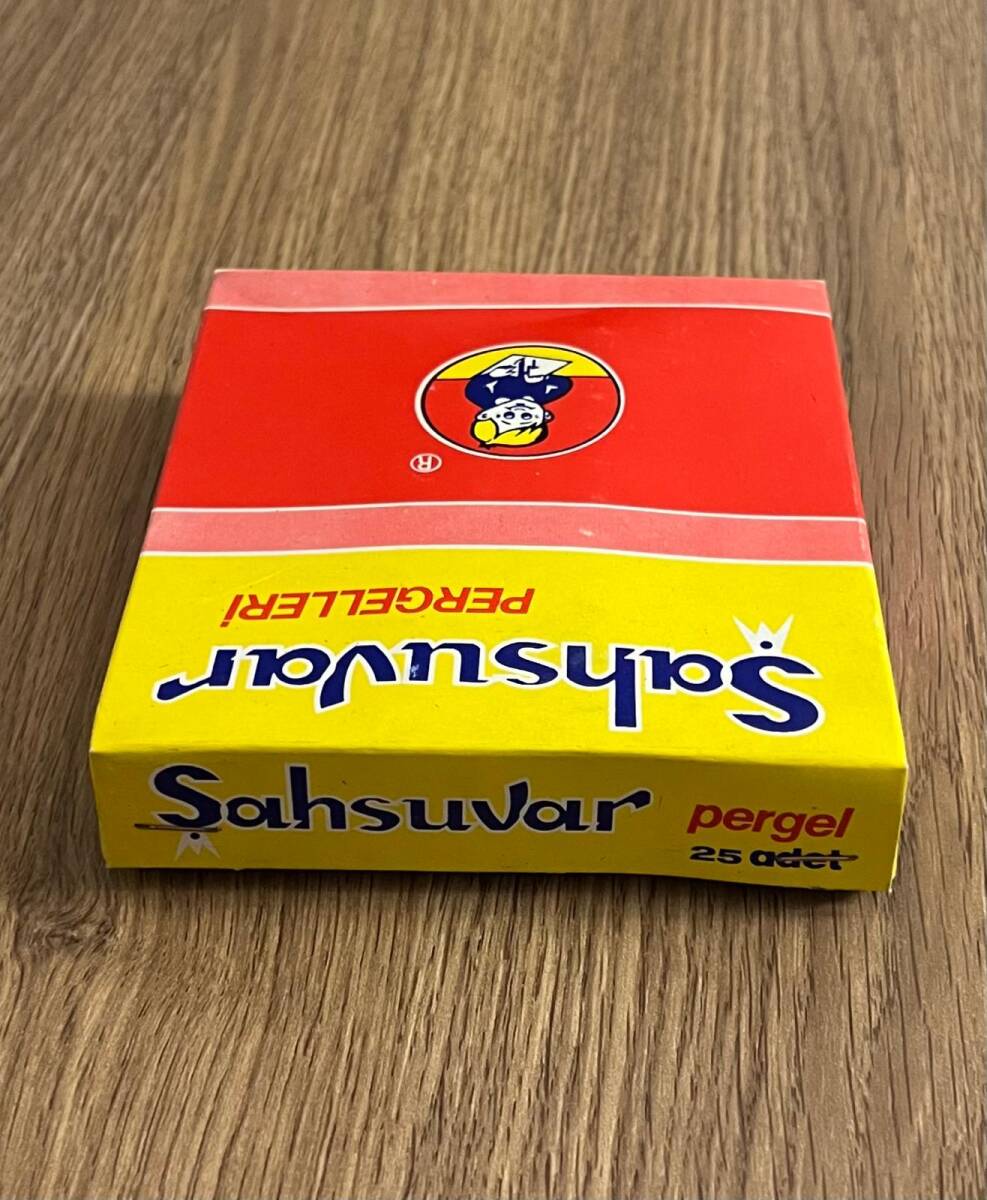 ®
PERGELLERİ
Şahsuvar
Şahsuvar
pergel
25 adet